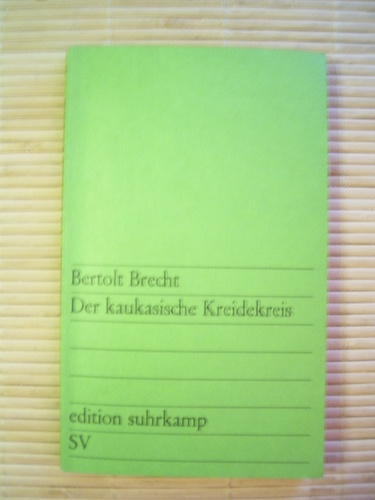 Bertolt Brecht
Der kaukasische Kreidekreis
edition suhrkamp
SV